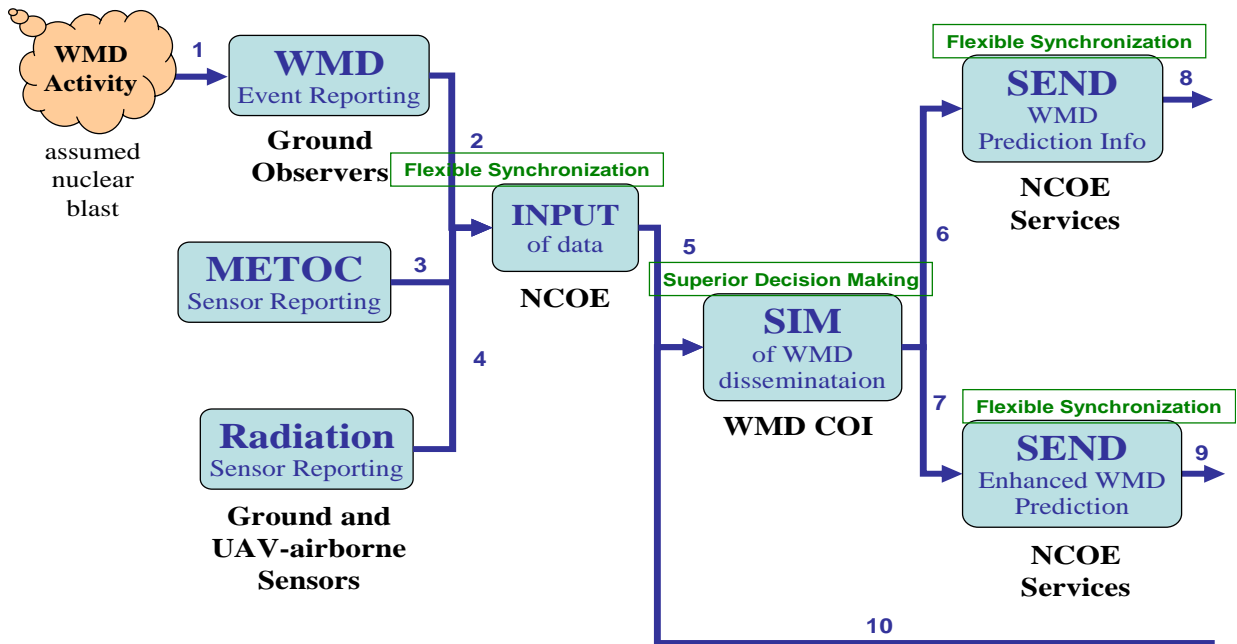 WMD
Activity
assumed
nuclear
blast
1
WMD
Event Reporting
Ground
Observers
2
Flexible Synchronization
METOC
Sensor Reporting
3
4
Radiation
Sensor Reporting
Ground and
UAV-airborne
Sensors
INPUT
of data
NCOE
5
Superior Decision Making
SIM
of WMD
disseminataion
WMD COI
6
7
Flexible Synchronization
SEND
WMD
Prediction Info
8
NCOE
Services
Flexible Synchronization
SEND
Enhanced WMD
Prediction
9
NCOE
Services
10